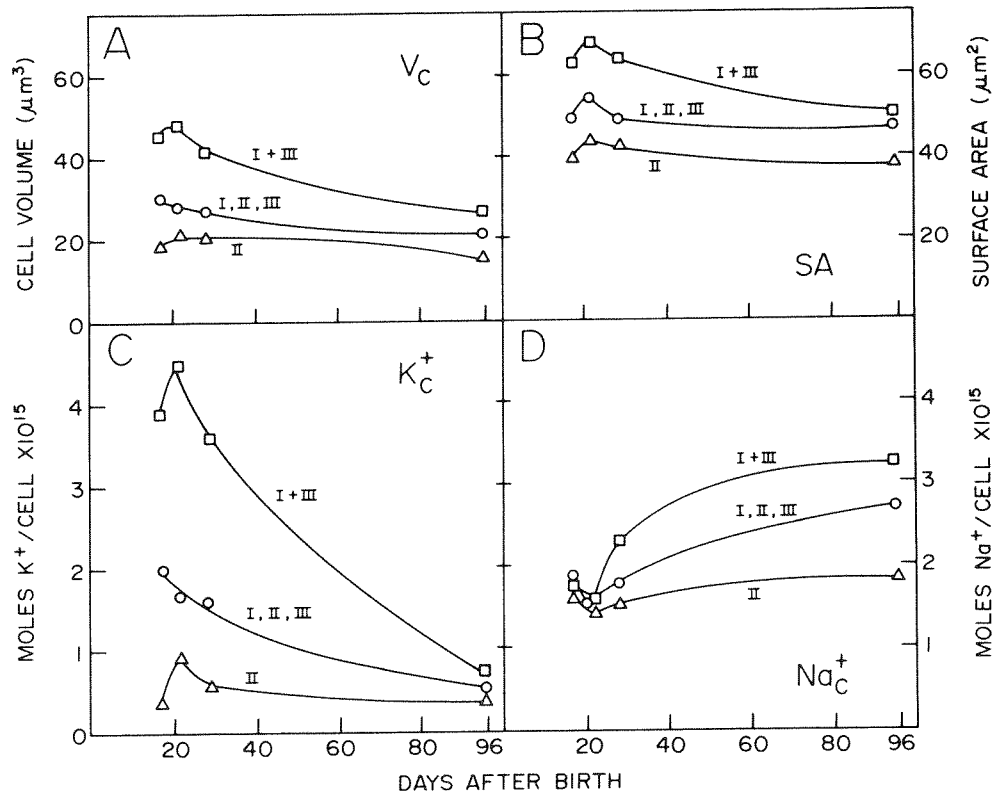 A
V_C
CELL VOLUME (μm³)
60
40
20
0
I + III
I, II, III
II
B
SA
SURFACE AREA (μm²)
60
40
20
I + III
I, II, III
II
C
K_C^+
MOLES K⁺/CELL X10¹⁵
4
3
2
1
0
I + III
I, II, III
II
20 40 60 80 96
D
Na_C^+
MOLES Na⁺/CELL X10¹⁵
4
3
2
1
I + III
I, II, III
II
20 40 60 80 96
DAYS AFTER BIRTH